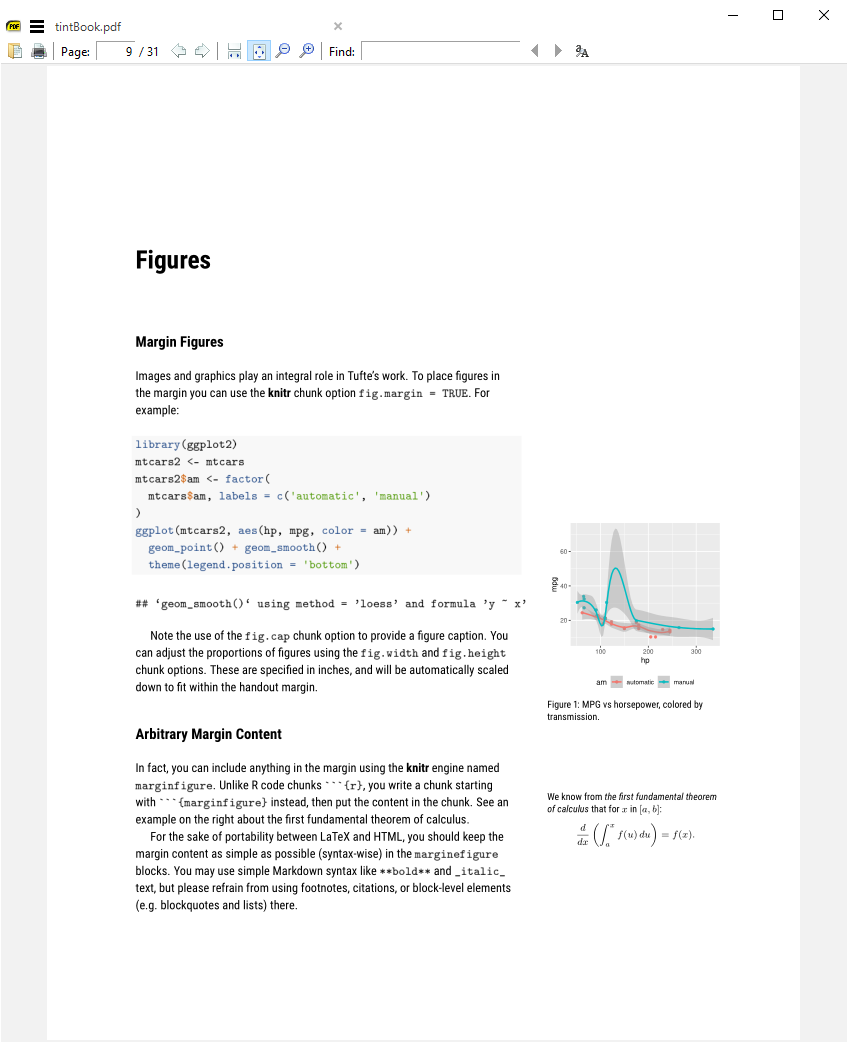 PDF tintBook.pdf
Page: 9 / 31 Find:
Figures
Margin Figures
Images and graphics play an integral role in Tufte's work. To place figures in
the margin you can use the knitr chunk option fig.margin = TRUE. For
example:
library(ggplot2)
mtcars2 <- mtcars
mtcars2$am <- factor(
  mtcars$am, labels = c('automatic', 'manual')
)
ggplot(mtcars2, aes(hp, mpg, color = am)) +
  geom_point() + geom_smooth() +
  theme(legend.position = 'bottom')
## ‘geom_smooth()‘ using method = ’loess’ and formula ’y ~ x’
Note the use of the fig.cap chunk option to provide a figure caption. You
can adjust the proportions of figures using the fig.width and fig.height
chunk options. These are specified in inches, and will be automatically scaled
down to fit within the handout margin.
60
40
20
mpg
100 200 300
hp
am automatic manual
Figure 1: MPG vs horsepower, colored by
transmission.
Arbitrary Margin Content
In fact, you can include anything in the margin using the knitr engine named
marginfigure. Unlike R code chunks ```{r}, you write a chunk starting
with ```{marginfigure} instead, then put the content in the chunk. See an
example on the right about the first fundamental theorem of calculus.
For the sake of portability between LaTeX and HTML, you should keep the
margin content as simple as possible (syntax-wise) in the marginefigure
blocks. You may use simple Markdown syntax like **bold** and _italic_
text, but please refrain from using footnotes, citations, or block-level elements
(e.g. blockquotes and lists) there.
We know from the first fundamental theorem
of calculus that for x in [a, b]:
d/dx (∫_a^x f(u) du) = f(x).